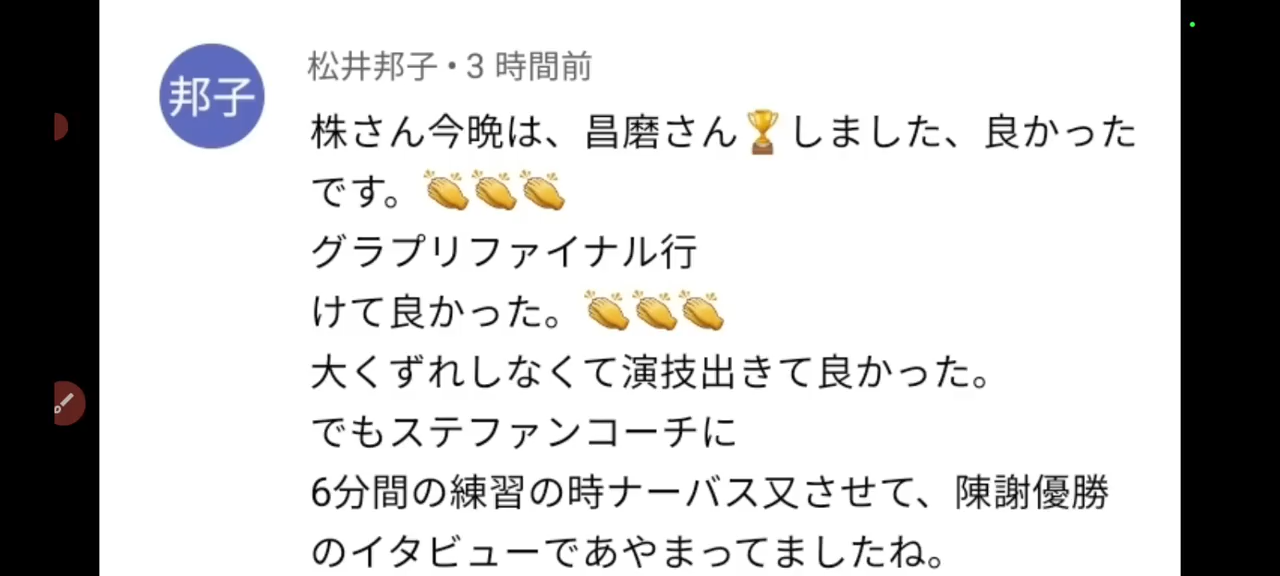 邦子
松井邦子・3 時間前
株さん今晩は、昌磨さん🏆しました、良かった
です。👏👏👏
グラプリファイナル行
けて良かった。👏👏👏
大くずれしなくて演技出きて良かった。
でもステファンコーチに
6分間の練習の時ナーバス又させて、陳謝優勝
のイタビューであやまってましたね。